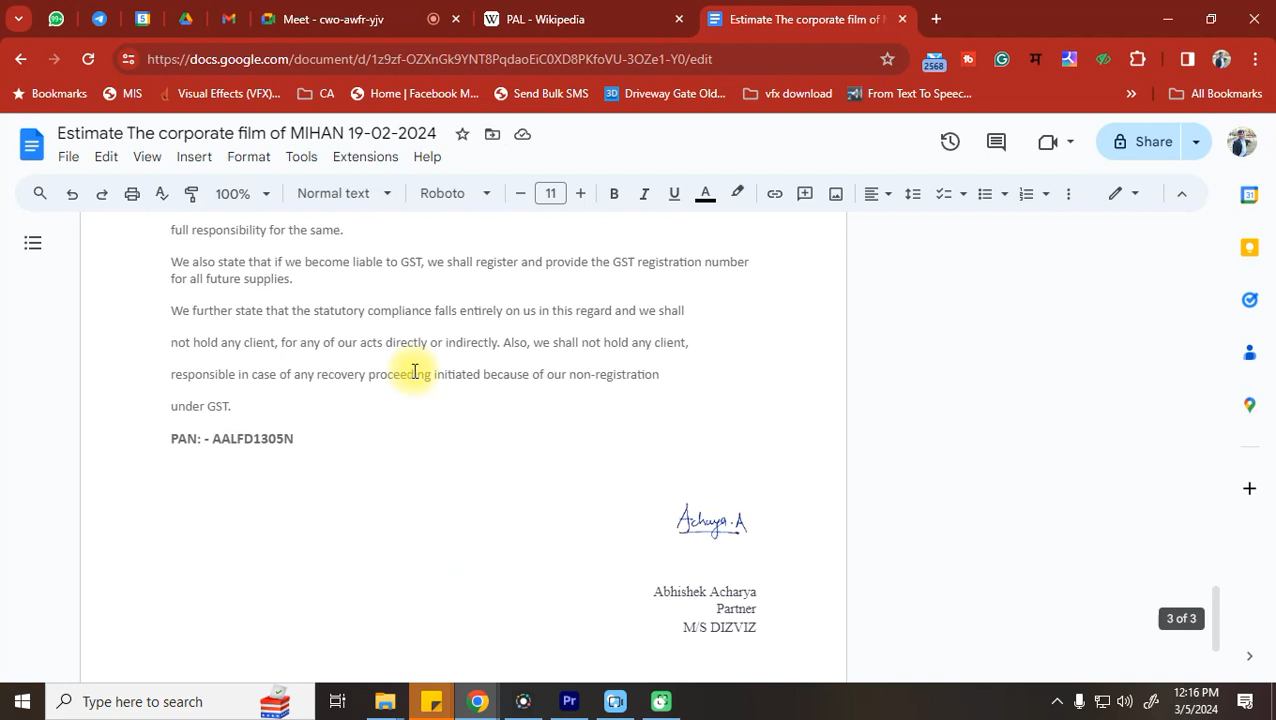 Meet - cwo-awfr-yjv
PAL - Wikipedia
Estimate The corporate film of M
https://docs.google.com/document/d/1z9zf-OZXnGk9YNT8PqdaoEiC0XD8PKfoVU-3OZe1-Y0/edit
2568
Bookmarks
MIS
Visual Effects (VFX)...
CA
Home | Facebook M...
Send Bulk SMS
Driveway Gate Old...
vfx download
From Text To Speec...
All Bookmarks
Estimate The corporate film of MIHAN 19-02-2024
File Edit View Insert Format Tools Extensions Help
Share
100% Normal text Roboto 11 B I U A
full responsibility for the same.
We also state that if we become liable to GST, we shall register and provide the GST registration number
for all future supplies.
We further state that the statutory compliance falls entirely on us in this regard and we shall
not hold any client, for any of our acts directly or indirectly. Also, we shall not hold any client,
responsible in case of any recovery proceeding initiated because of our non-registration
under GST.
PAN: - AALFD1305N
Acharya.A
Abhishek Acharya
Partner
M/S DIZVIZ
3 of 3
Type here to search
Pr
12:16 PM
3/5/2024